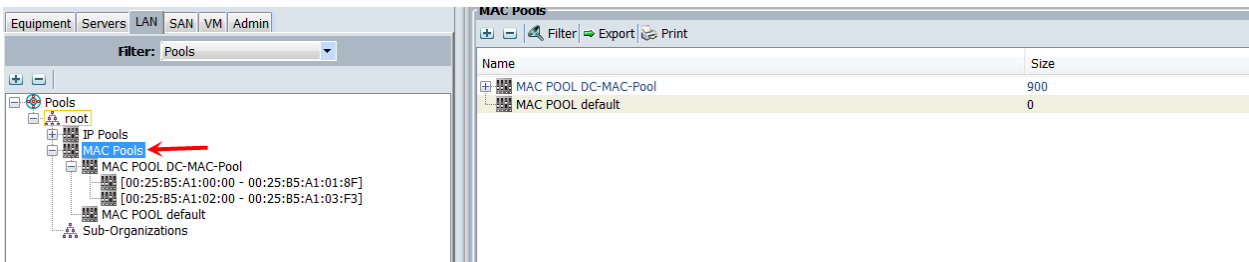 Equipment Servers LAN SAN VM Admin
Filter: Pools
Pools
root
IP Pools
MAC Pools
MAC POOL DC-MAC-Pool
[00:25:B5:A1:00:00 - 00:25:B5:A1:01:8F]
[00:25:B5:A1:02:00 - 00:25:B5:A1:03:F3]
MAC POOL default
Sub-Organizations
MAC Pools
Filter Export Print
Name Size
MAC POOL DC-MAC-Pool 900
MAC POOL default 0